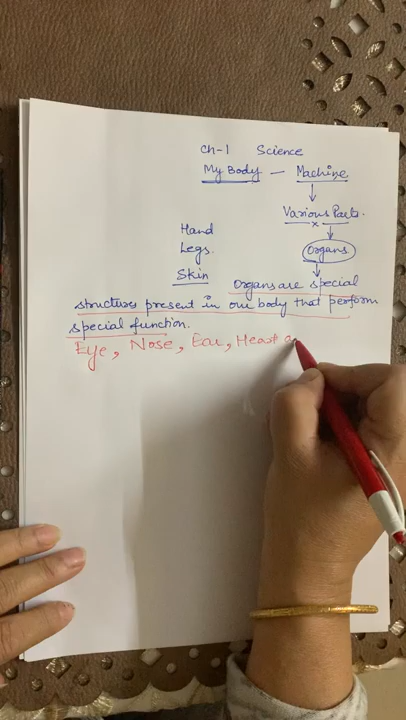 Ch-1 Science
My Body — Machine
Various Parts.
Hand
Legs. Organs
Skin Organs are special
structures present in our body that perform
special function.
Eye, Nose, Ear, Heart a